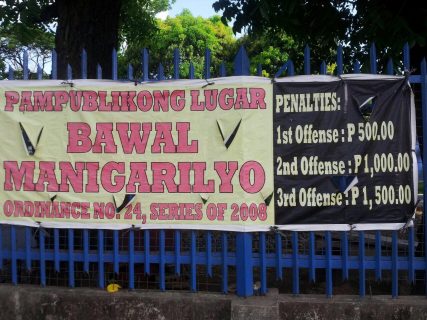 PAMPUBLIKONG LUGAR
BAWAL
MANIGARILYO
ORDINANCE NO. 24, SERIES OF 2008
PENALTIES:
1st Offense : P 500.00
2nd Offense : P 1,000.00
3rd Offense : P 1, 500.00